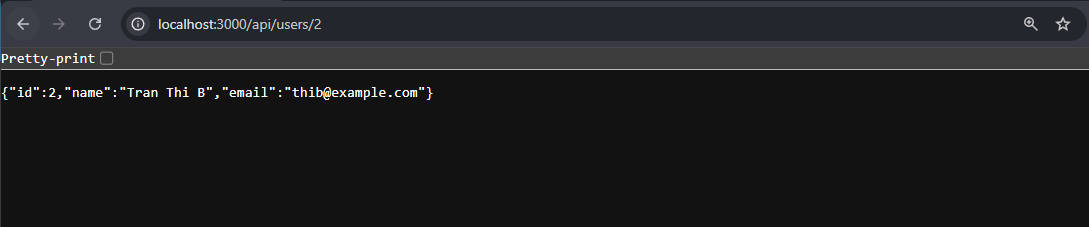 localhost:3000/api/users/2
Pretty-print
{"id":2,"name":"Tran Thi B","email":"thib@example.com"}